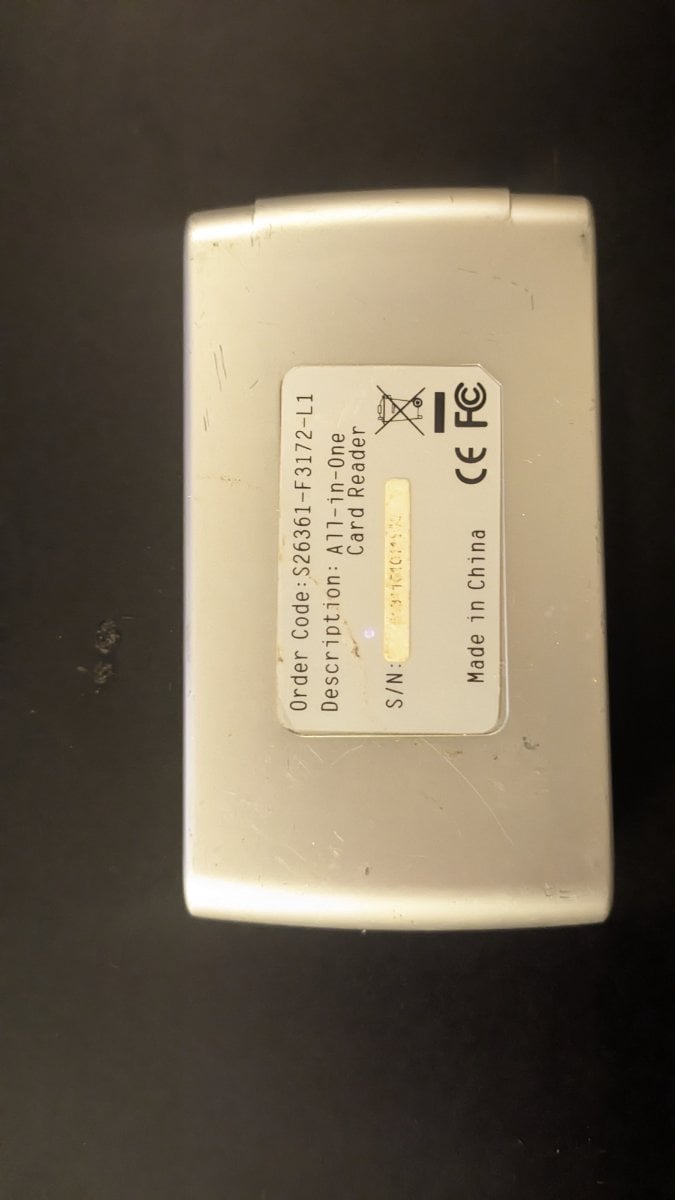 Order Code:S26361-F3172-L1
Description: All-in-One
Card Reader
S/N:
Made in China
CE FC